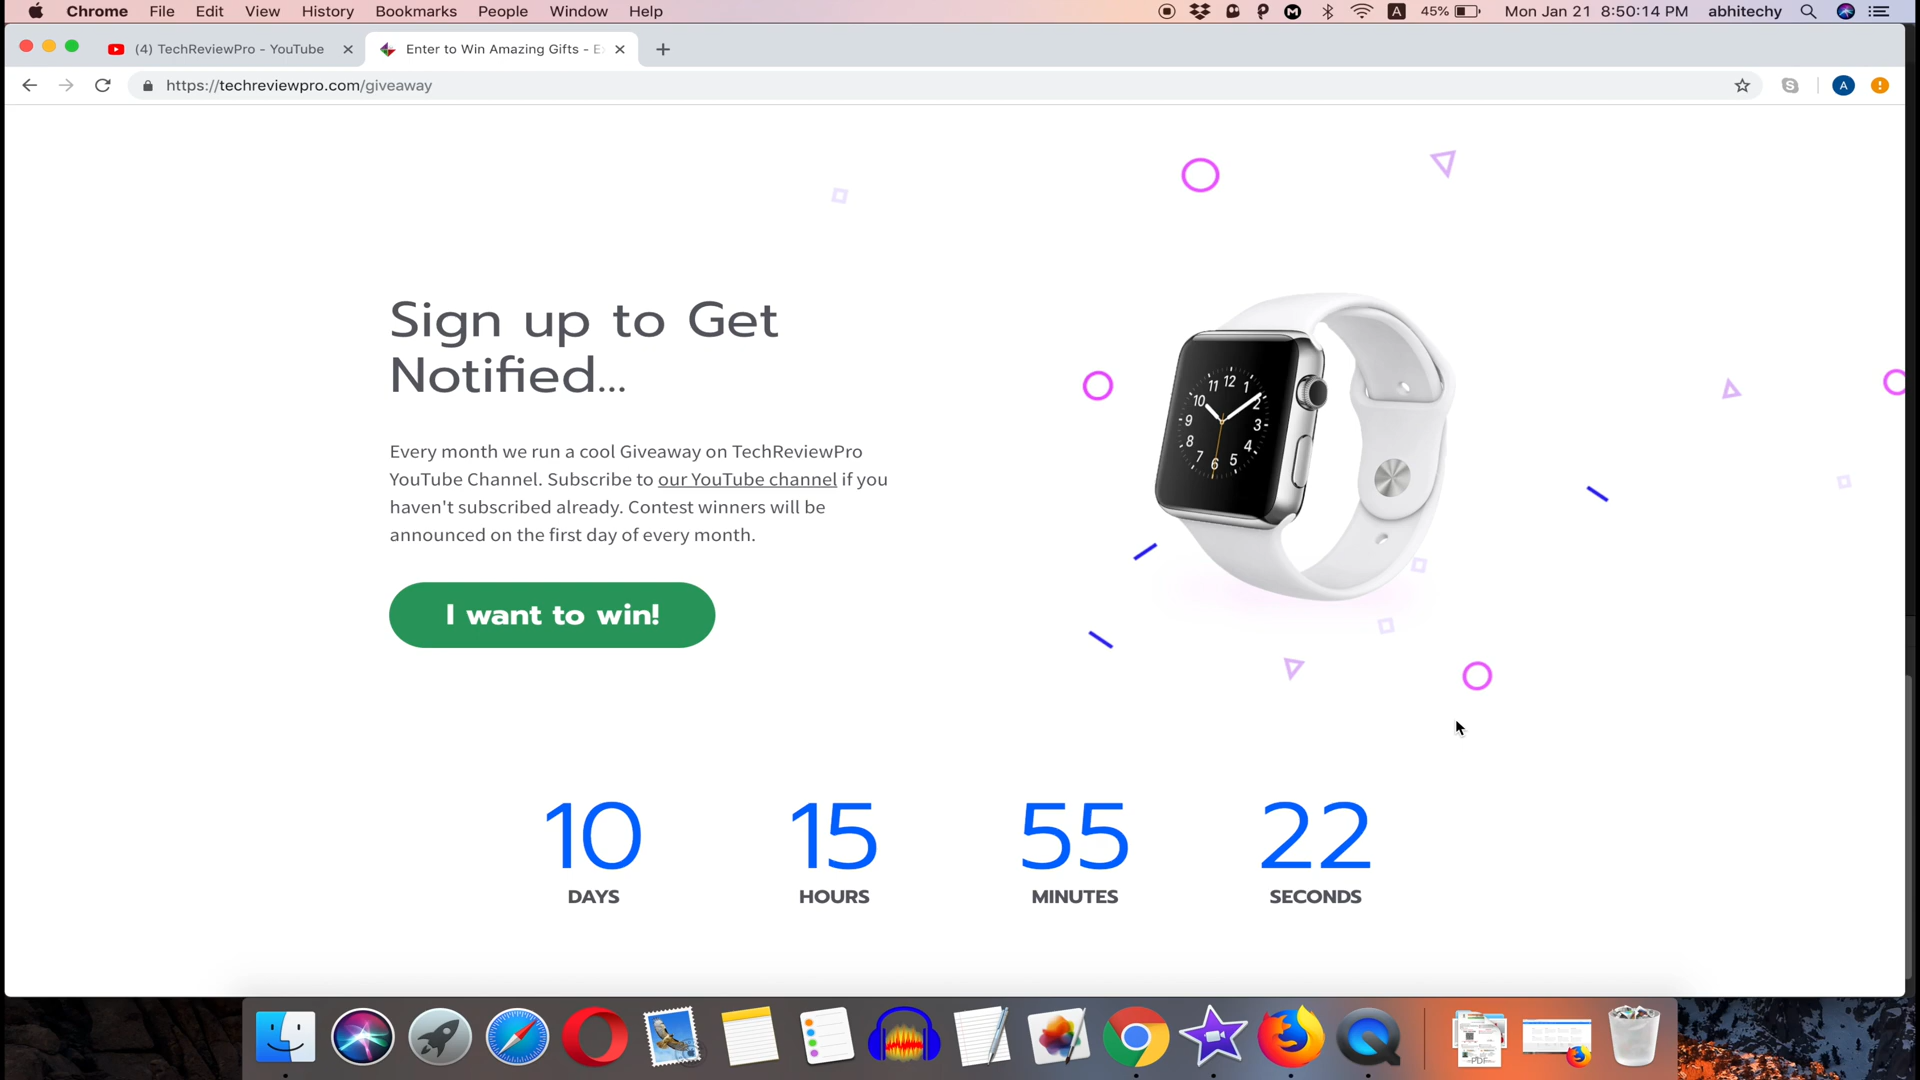 Chrome File Edit View History Bookmarks People Window Help 45% Mon Jan 21 8:50:14 PM abhitechy
(4) TechReviewPro - YouTube
Enter to Win Amazing Gifts - E
https://techreviewpro.com/giveaway
Sign up to Get
Notified...
Every month we run a cool Giveaway on TechReviewPro
YouTube Channel. Subscribe to our YouTube channel if you
haven't subscribed already. Contest winners will be
announced on the first day of every month.
I want to win!
11 12 1
10 2
9 3
8 4
7 6 5
10 15 55 22
DAYS HOURS MINUTES SECONDS